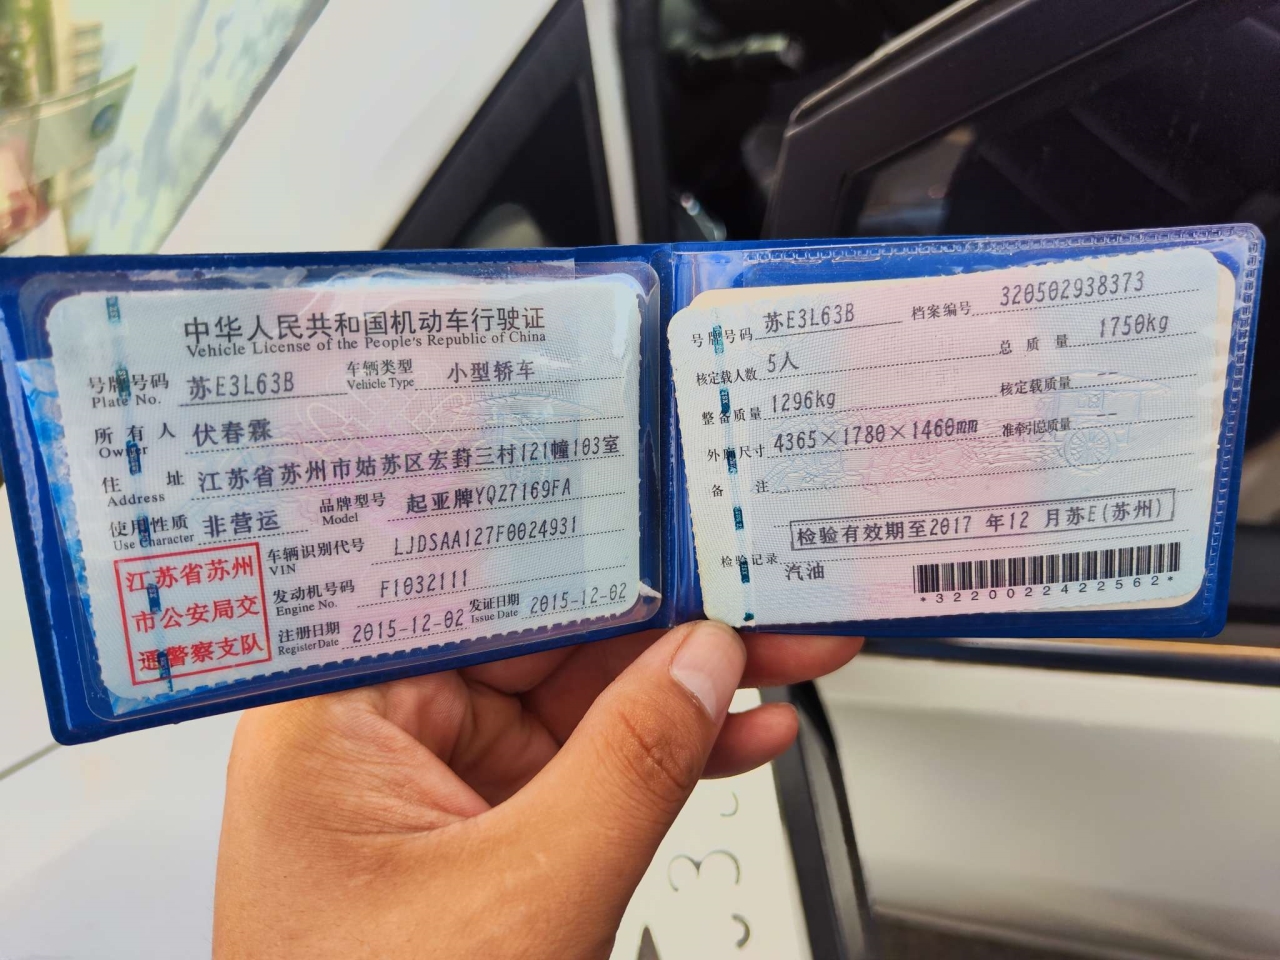 中华人民共和国机动车行驶证
Vehicle License of the People's Republic of China
号牌号码 苏E3L63B 车辆类型 小型轿车
Plate No. Vehicle Type
所有人 伏春霖
Owner
住址 江苏省苏州市姑苏区宏葑三村121幢103室
Address
使用性质 非营运 品牌型号 起亚牌YQZ7169FA
Use Character Model
车辆识别代号 LJDSAA127F0024931
VIN
发动机号码 F1032111
Engine No.
注册日期 2015-12-02 发证日期 2015-12-02
Register Date Issue Date
江苏省苏州
市公安局交
通警察支队
号牌号码 苏E3L63B 档案编号 320502938373
核定载人数 5人 总质量 1750kg
整备质量 1296kg 核定载质量 --
外廓尺寸 4365×1780×1460mm 准牵引总质量 --
备注
检验有效期至2017 年12 月苏E(苏州)
检验记录
汽油
*3220022422562*